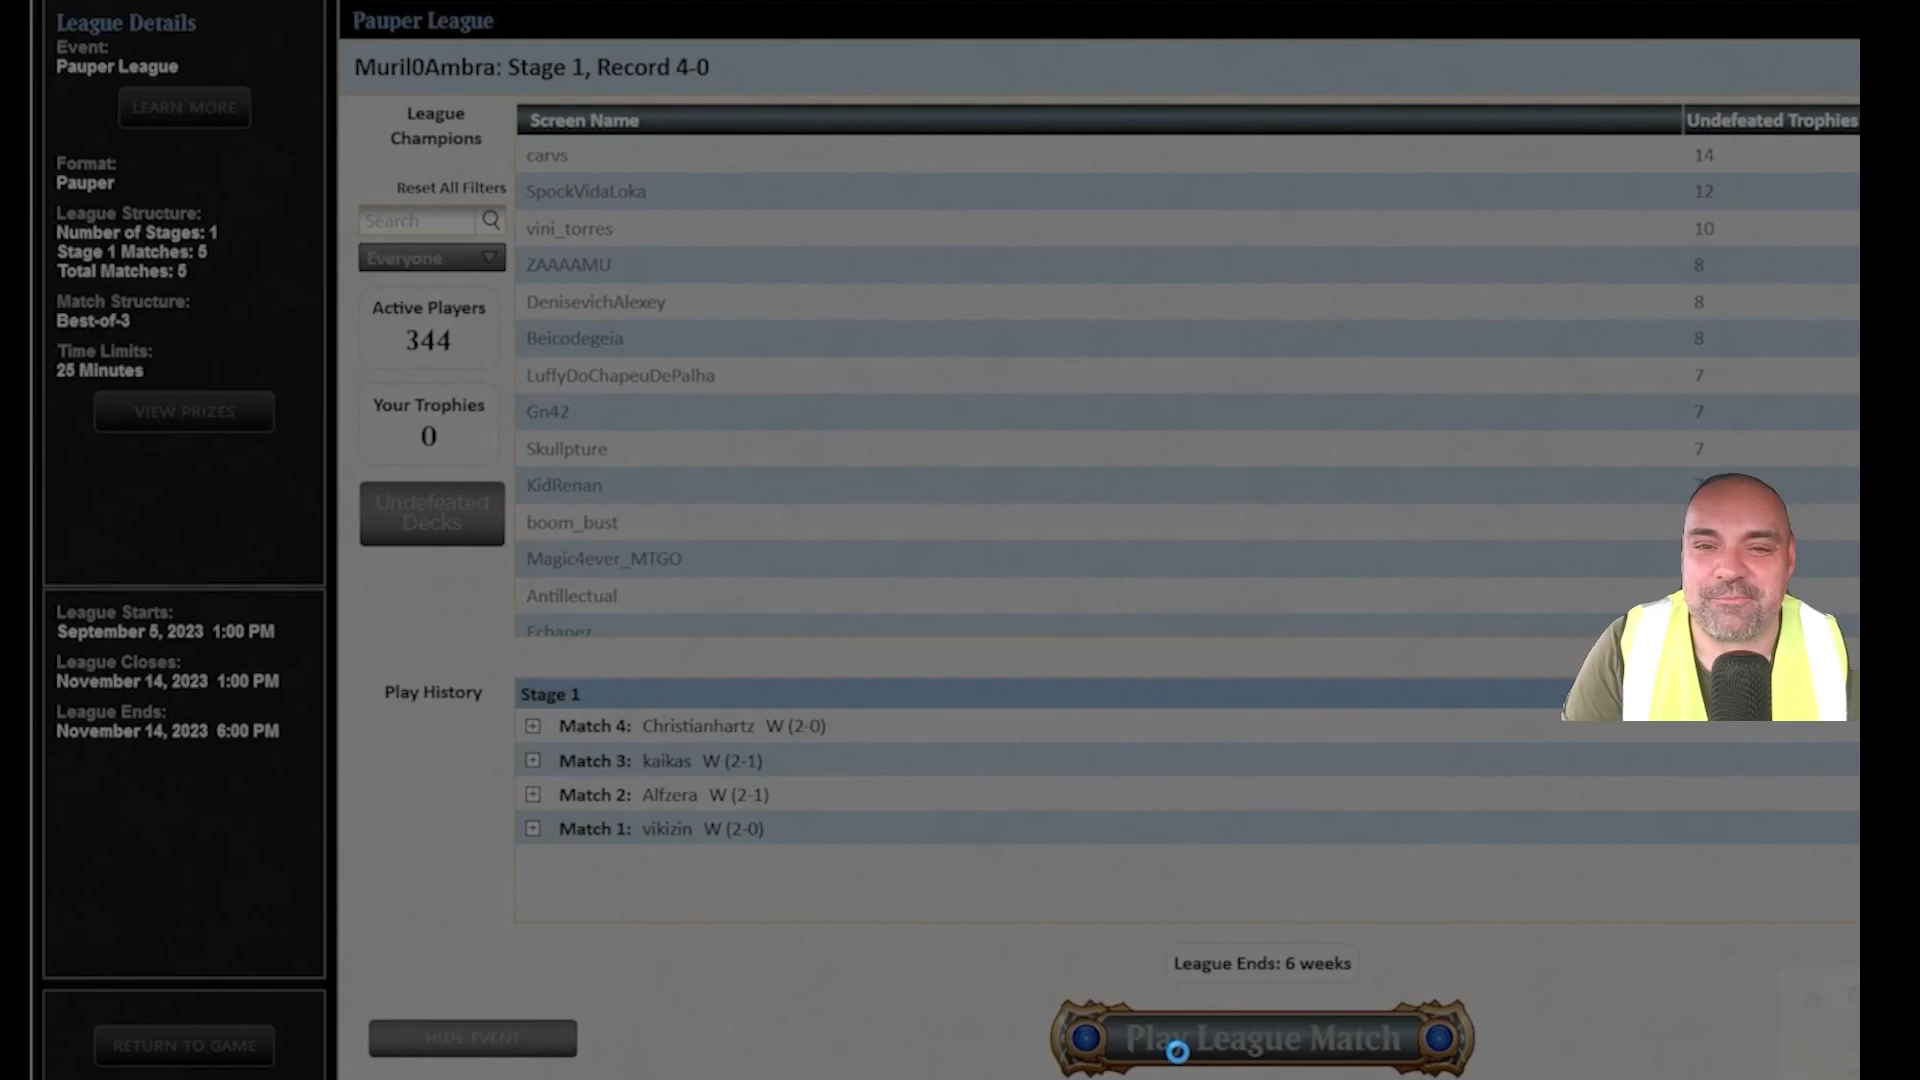 League Details
Event:
Pauper League
LEARN MORE
Format:
Pauper
League Structure:
Number of Stages: 1
Stage 1 Matches: 5
Total Matches: 5
Match Structure:
Best-of-3
Time Limits:
25 Minutes
VIEW PRIZES
League Starts:
September 5, 2023 1:00 PM
League Closes:
November 14, 2023 1:00 PM
League Ends:
November 14, 2023 6:00 PM
RETURN TO GAME
Pauper League
Muril0Ambra: Stage 1, Record 4-0
League
Champions
Reset All Filters
Search
Everyone
Active Players
344
Your Trophies
0
Undefeated
Decks
Screen Name Undefeated Trophies
carvs 14
SpockVidaLoka 12
vini_torres 10
ZAAAAMU 8
DenisevichAlexey 8
Beicodegeia 8
LuffyDoChapeuDePalha 7
Gn42 7
Skullpture 7
KidRenan
boom_bust
Magic4ever_MTGO
Antillectual
Fchanez
Play History
Stage 1
Match 4: Christianhartz W (2-0)
Match 3: kaikas W (2-1)
Match 2: Alfzera W (2-1)
Match 1: vikizin W (2-0)
League Ends: 6 weeks
HIDE EVENT
Play League Match